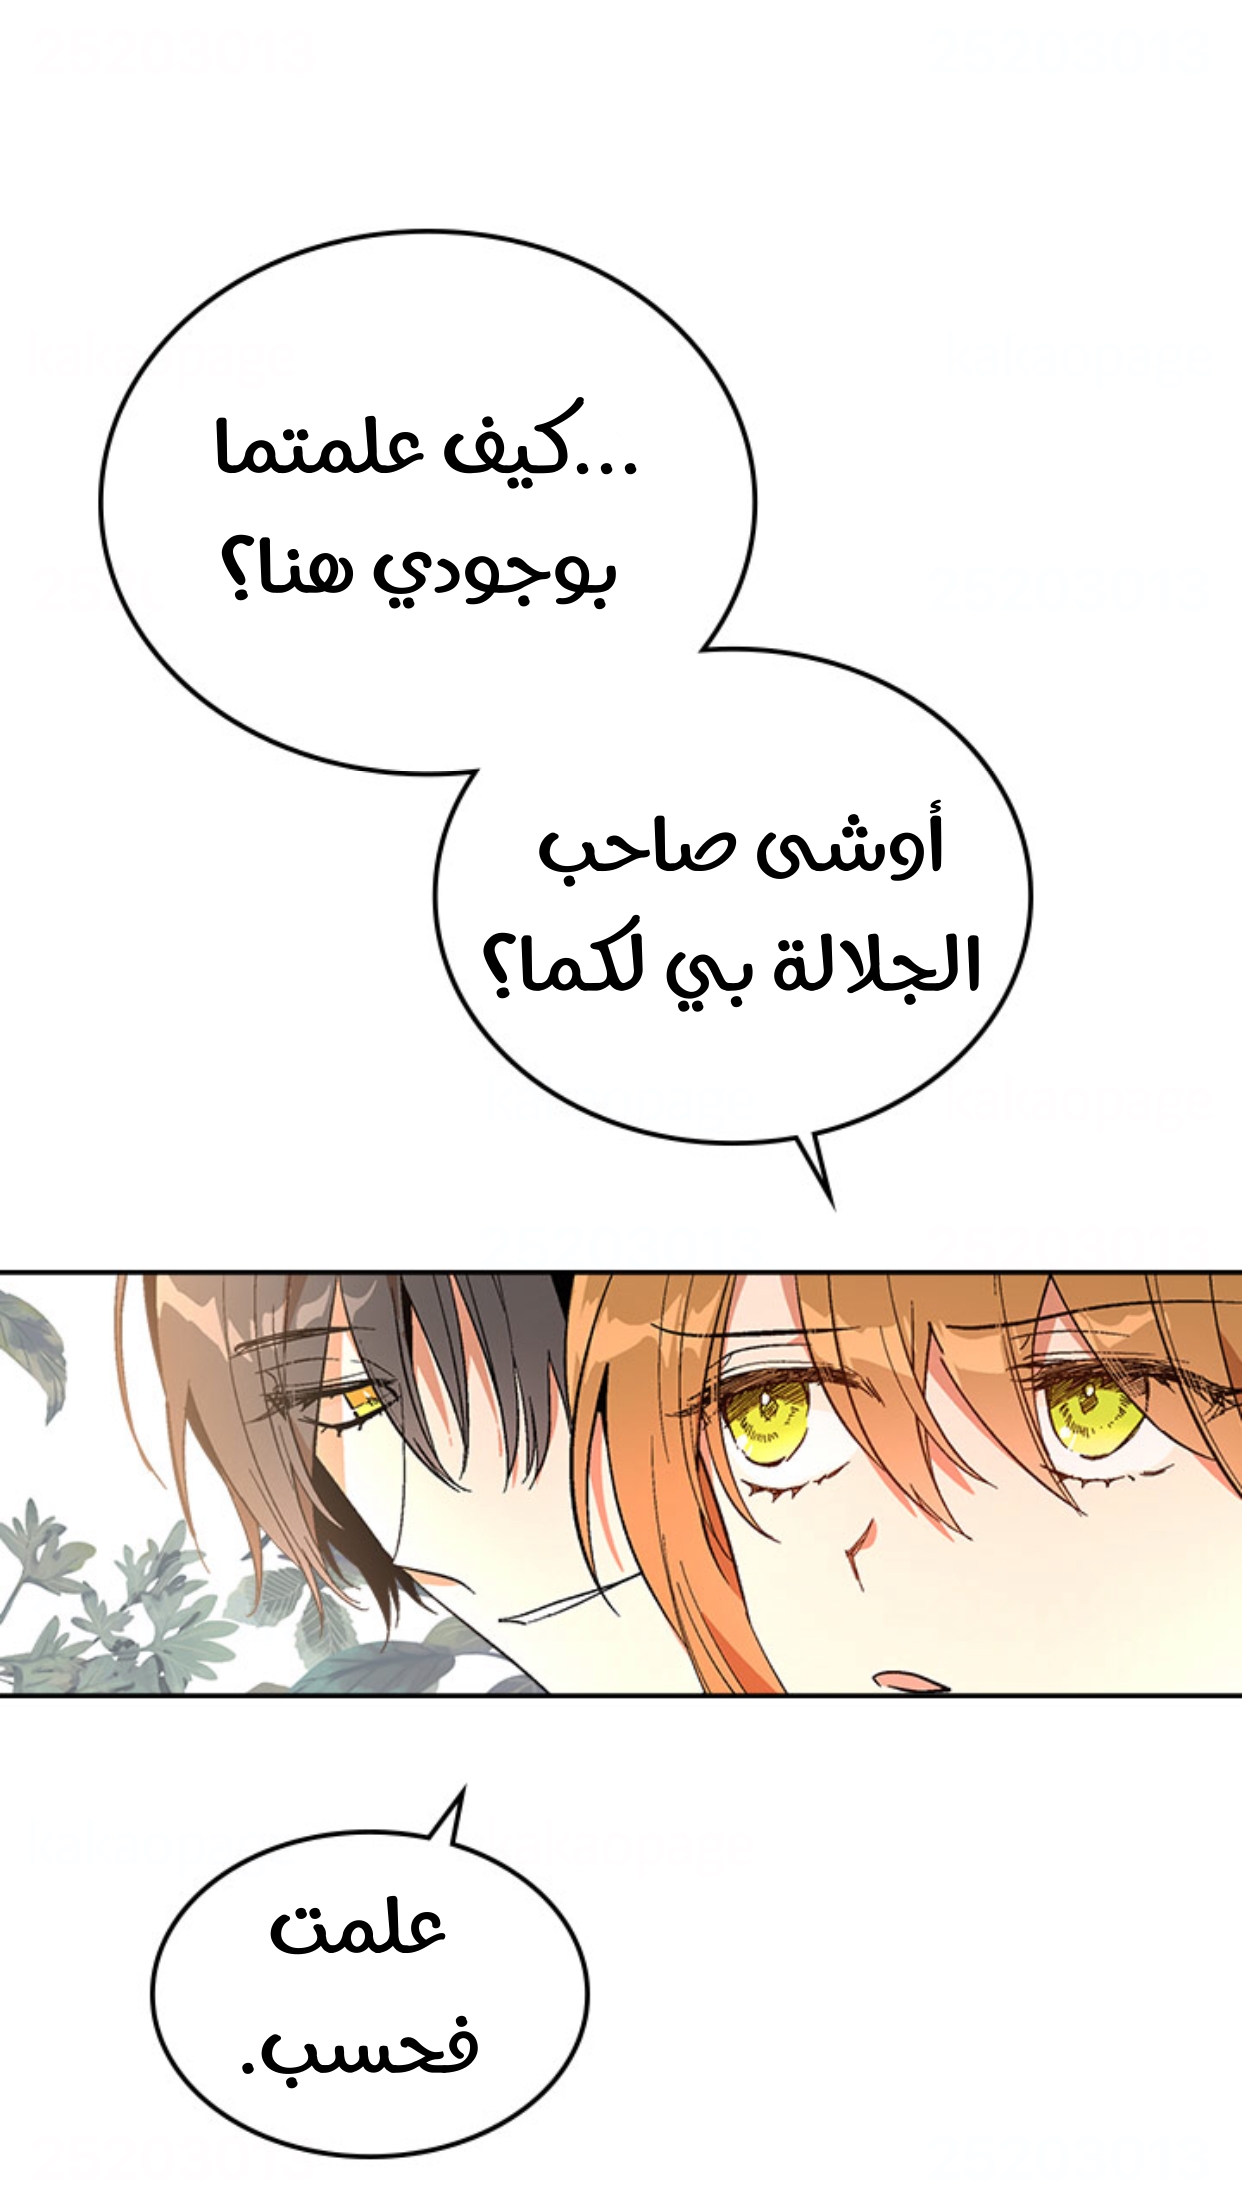 ...كيف علمتما
بوجودي هنا؟
أوشى صاحب
الجلالة بي لكما؟
علمت
فحسب.